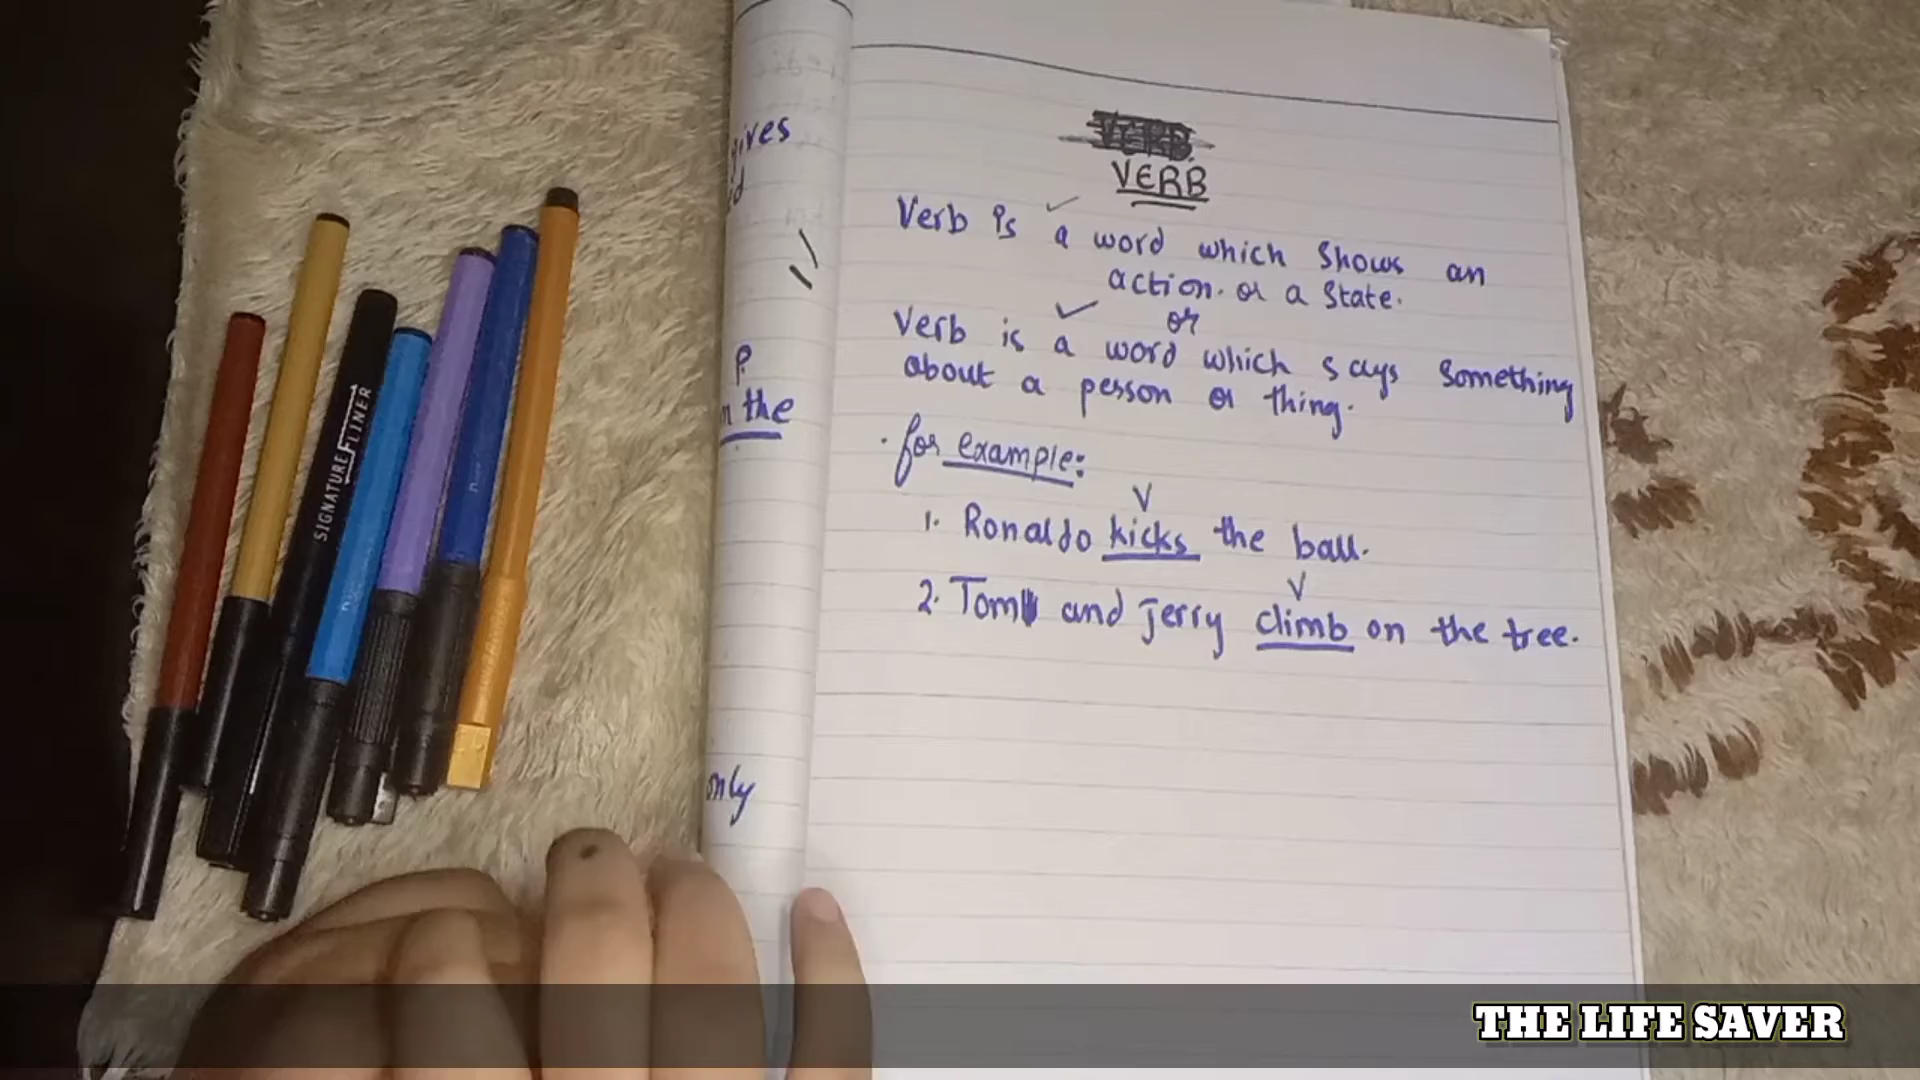 gives
P.
the
only
VERB
VERB
Verb is a word which shows an
action. or a state.
or
Verb is a word which says something
about a person or thing.
. for example:
V
1. Ronaldo kicks the ball.
V
2. Tom and Jerry climb on the tree.
SIGNATURE FLINER
THE LIFE SAVER